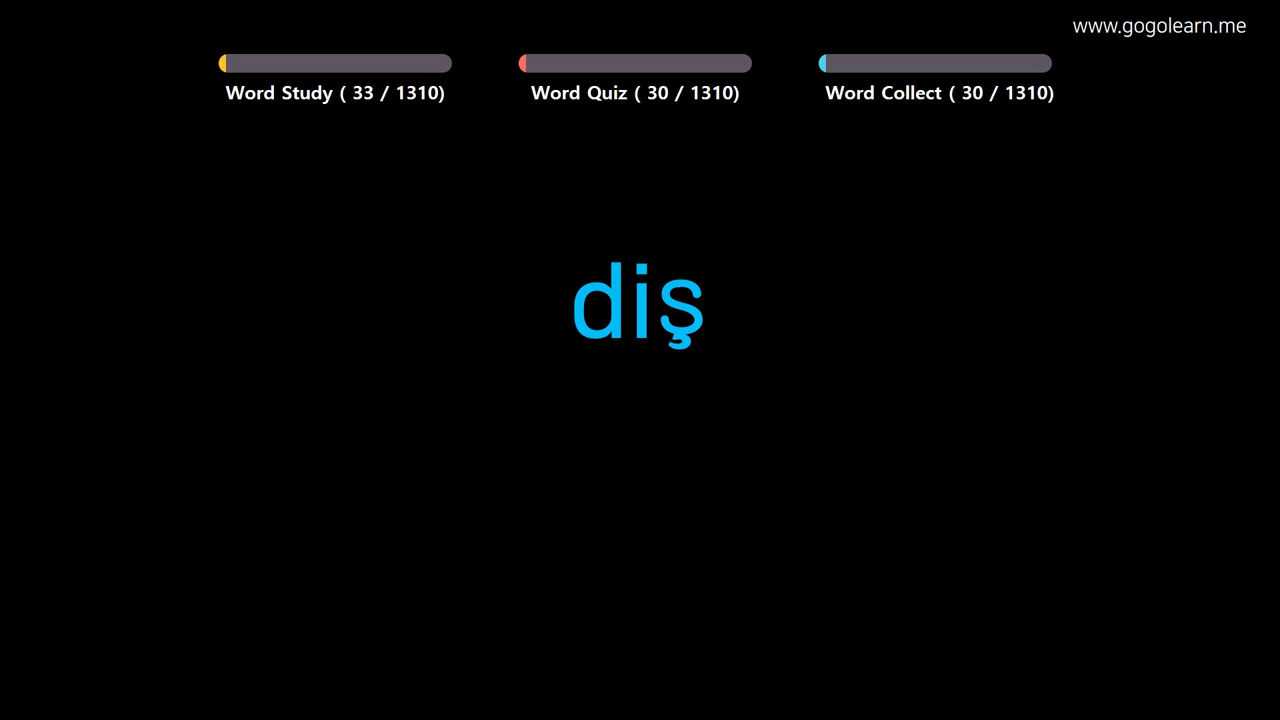 www.gogolearn.me
Word Study ( 33 / 1310)
Word Quiz ( 30 / 1310)
Word Collect ( 30 / 1310)
diş